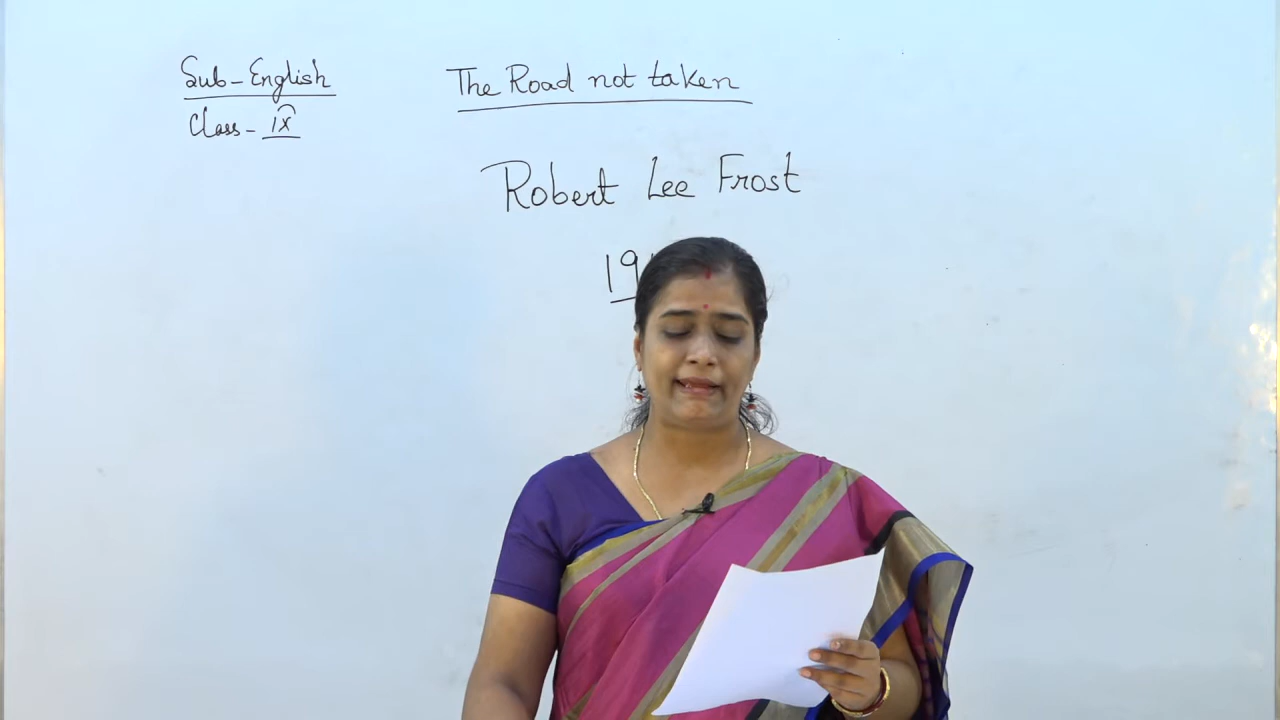 Sub - English
Class - IX
The Road not taken
Robert Lee Frost